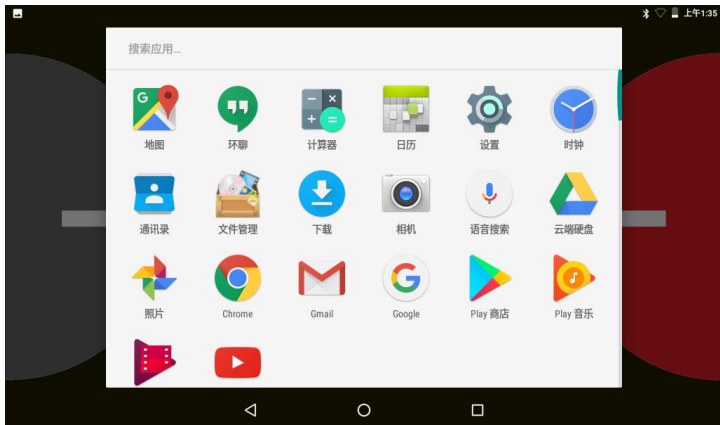 上午1:35
搜索应用...
地图
环聊
计算器
日历
设置
时钟
通讯录
文件管理
下载
相机
语音搜索
云端硬盘
照片
Chrome
Gmail
Google
Play 商店
Play 音乐